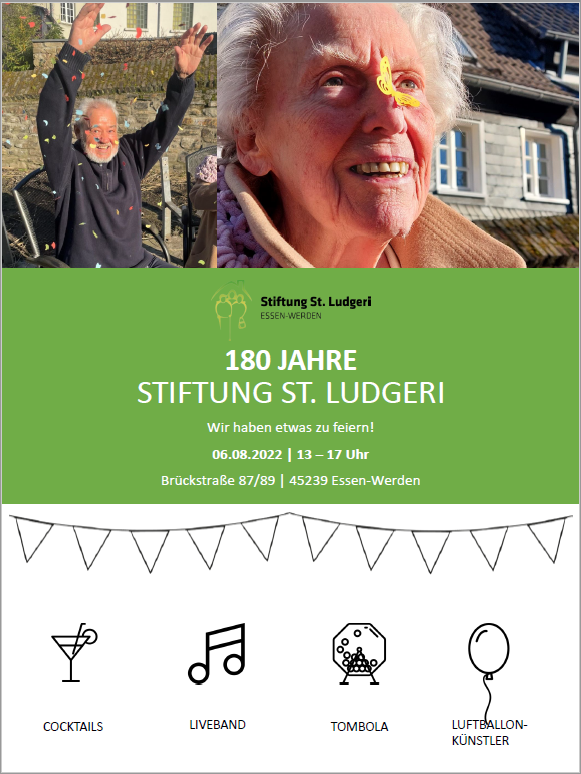 Stiftung St. Ludgeri
ESSEN-WERDEN
180 JAHRE
STIFTUNG ST. LUDGERI
Wir haben etwas zu feiern!
06.08.2022 | 13 – 17 Uhr
Brückstraße 87/89 | 45239 Essen-Werden
COCKTAILS
LIVEBAND
TOMBOLA
LUFTBALLON-
KÜNSTLER